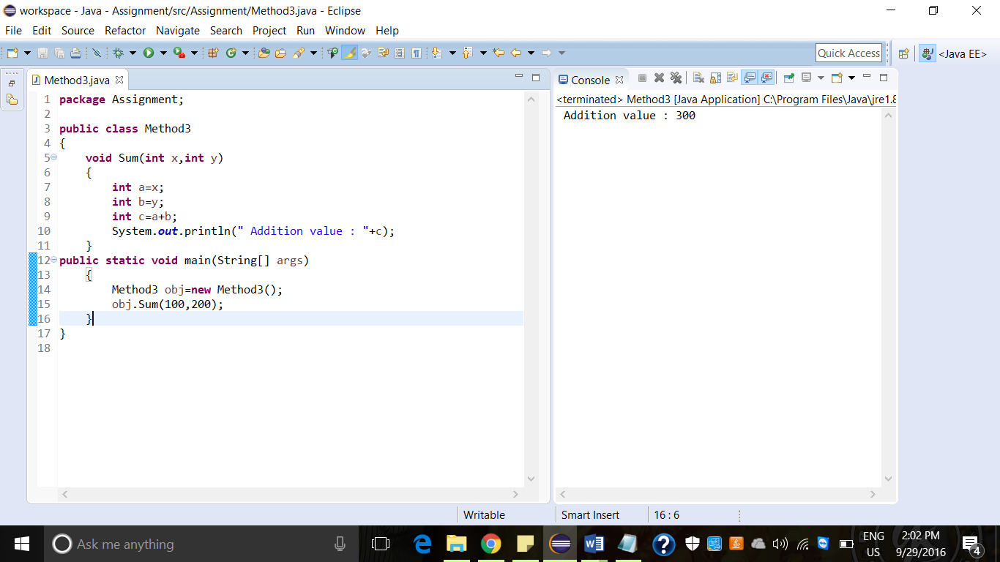 workspace - Java - Assignment/src/Assignment/Method3.java - Eclipse
File Edit Source Refactor Navigate Search Project Run Window Help
Quick Access
<Java EE>
Method3.java
1 package Assignment;
2
3 public class Method3
4 {
5 void Sum(int x,int y)
6 {
7 int a=x;
8 int b=y;
9 int c=a+b;
10 System.out.println(" Addition value : "+c);
11 }
12 public static void main(String[] args)
13 {
14 Method3 obj=new Method3();
15 obj.Sum(100,200);
16 }
17 }
18
Console
<terminated> Method3 [Java Application] C:\Program Files\Java\jre1.8
Addition value : 300
Writable Smart Insert 16 : 6
Ask me anything
ENG
US
2:02 PM
9/29/2016
4